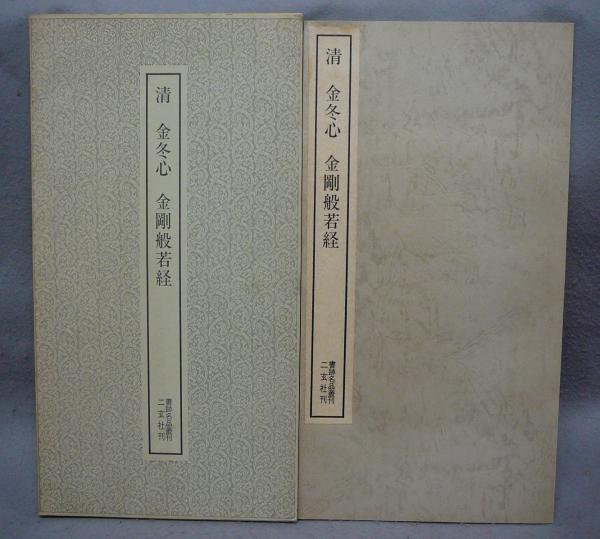 清 金冬心 金剛般若経
書跡名品叢刊
二玄社刊
清 金冬心 金剛般若経
書跡名品叢刊
二玄社刊